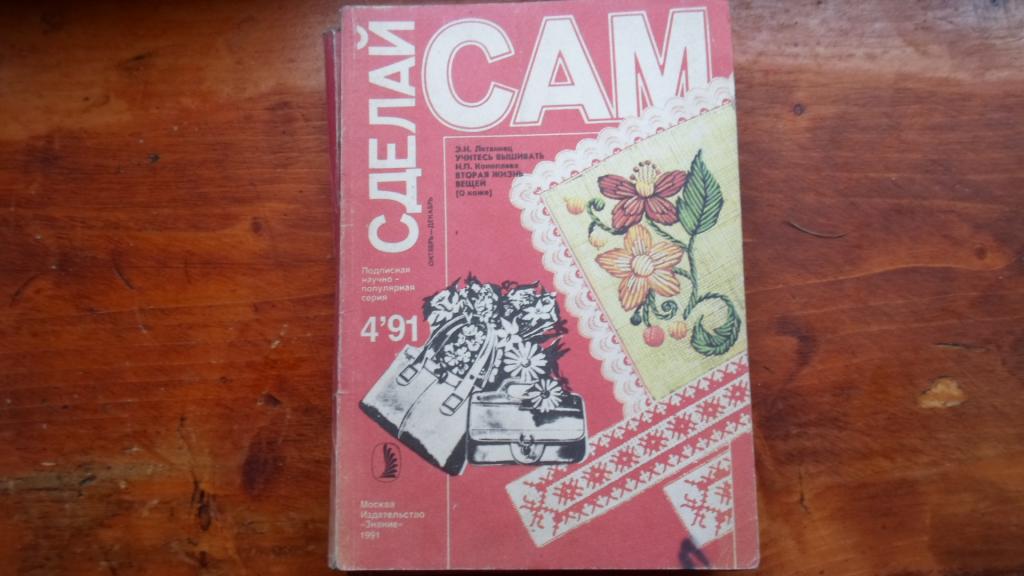 СДЕЛАЙ
САМ
ОКТЯБРЬ—ДЕКАБРЬ
Э.Н. Литвинец
УЧИТЕСЬ ВЫШИВАТЬ
Н.П. Коноплева
ВТОРАЯ ЖИЗНЬ
ВЕЩЕЙ
(О коже)
Подписная
научно-
популярная
серия
4'91
Москва
Издательство
«Знание»
1991